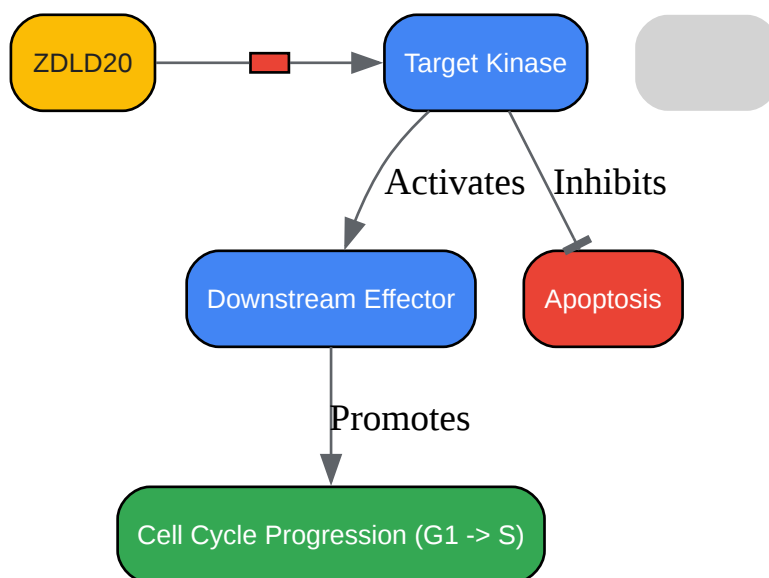 ZDLD20
Target Kinase
Activates
Inhibits
Downstream Effector
Apoptosis
Promotes
Cell Cycle Progression (G1 -> S)